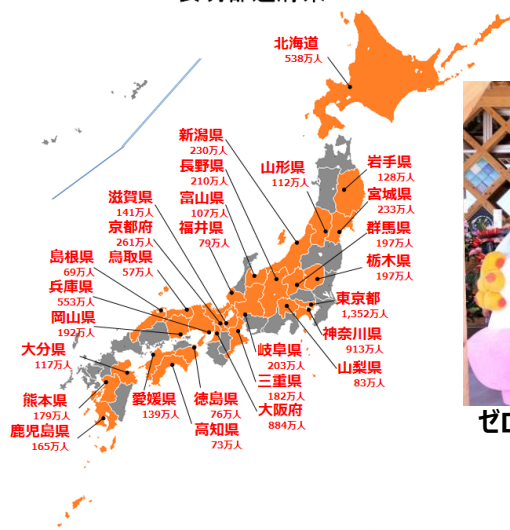 北海道
538万人
新潟県
230万人
長野県
210万人
山形県
112万人
岩手県
128万人
滋賀県
141万人
富山県
107万人
宮城県
233万人
京都府
261万人
福井県
79万人
群馬県
197万人
島根県
69万人
鳥取県
57万人
栃木県
197万人
兵庫県
553万人
東京都
1,352万人
岡山県
192万人
神奈川県
913万人
大分県
117万人
岐阜県
203万人
山梨県
83万人
三重県
182万人
熊本県
179万人
愛媛県
139万人
徳島県
76万人
大阪府
884万人
鹿児島県
165万人
高知県
73万人
ゼロ